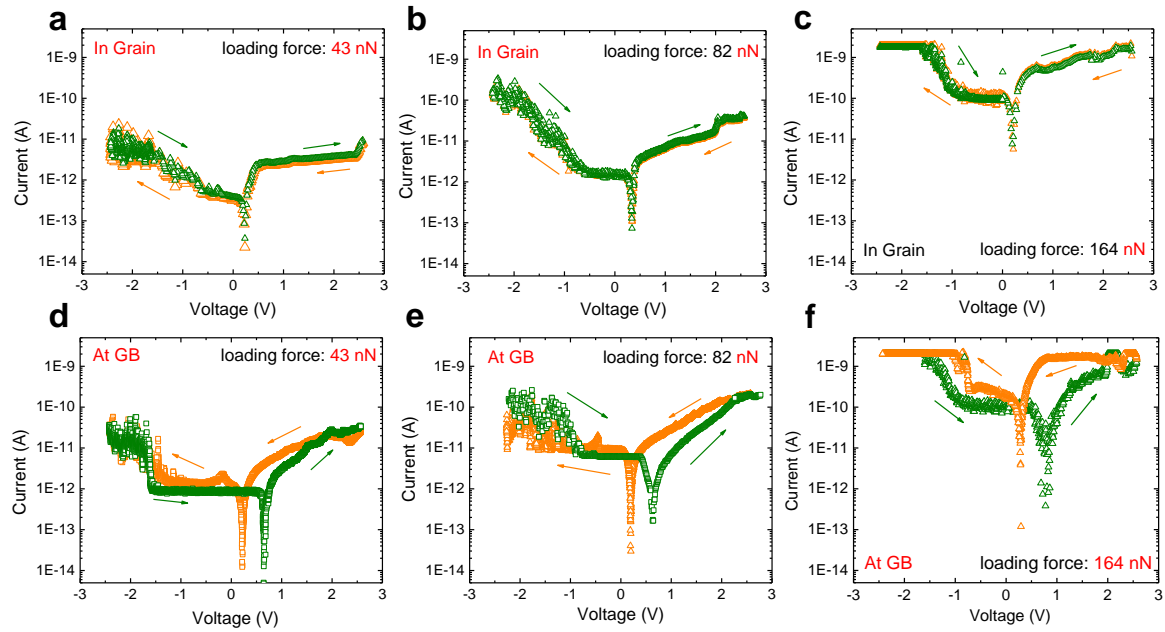 a
In Grain
loading force: 43 nN
1E-9
1E-10
1E-11
1E-12
1E-13
1E-14
Current (A)
-3 -2 -1 0 1 2 3
Voltage (V)
b
In Grain
loading force: 82 nN
1E-9
1E-10
1E-11
1E-12
1E-13
1E-14
Current (A)
-3 -2 -1 0 1 2 3
Voltage (V)
c
1E-9
1E-10
1E-11
1E-12
1E-13
1E-14
Current (A)
In Grain
loading force: 164 nN
-3 -2 -1 0 1 2 3
Voltage (V)
d
At GB
loading force: 43 nN
1E-9
1E-10
1E-11
1E-12
1E-13
1E-14
Current (A)
-3 -2 -1 0 1 2 3
Voltage (V)
e
At GB
loading force: 82 nN
1E-9
1E-10
1E-11
1E-12
1E-13
1E-14
Current (A)
-3 -2 -1 0 1 2 3
Voltage (V)
f
1E-9
1E-10
1E-11
1E-12
1E-13
1E-14
Current (A)
At GB
loading force: 164 nN
-3 -2 -1 0 1 2 3
Voltage (V)